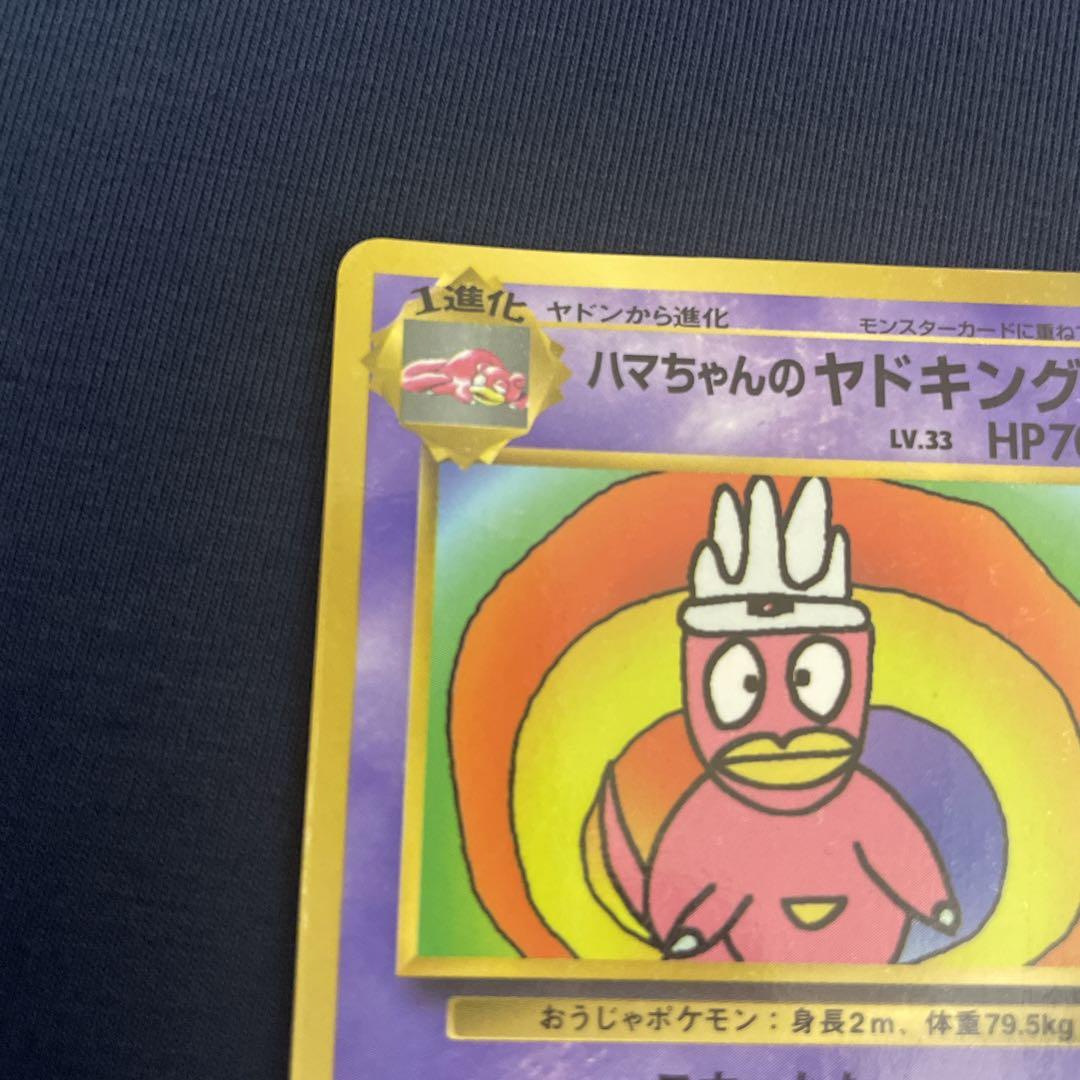 1進化 ヤドンから進化
モンスターカードに重ね
ハマちゃんのヤドキング
LV.33 HP70
おうじゃポケモン：身長2m、体重79.5kg